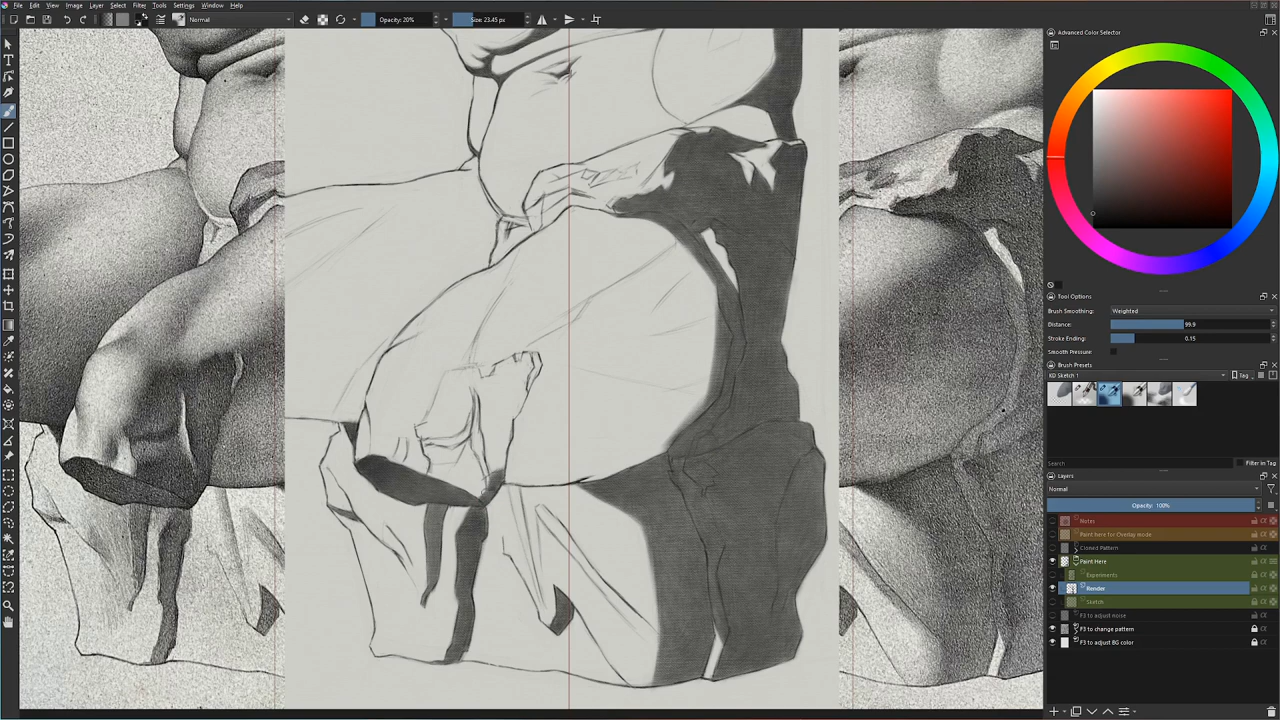 File Edit View Image Layer Select Filter Tools Settings Window Help
Normal Opacity: 20% Size: 23.45 px
Advanced Color Selector
Tool Options
Brush Smoothing: Weighted
Distance: 99.9
Stroke Ending: 0.15
Smooth Pressure:
Brush Presets
KD Sketch 1 Tag
Search Filter in Tag
Layers
Normal
Opacity: 100%
Notes
Paint here for Overlay mode
Cloned Pattern
Paint Here
Experiments
Render
Sketch
F3 to adjust noise
F3 to change pattern
F3 to adjust BG color